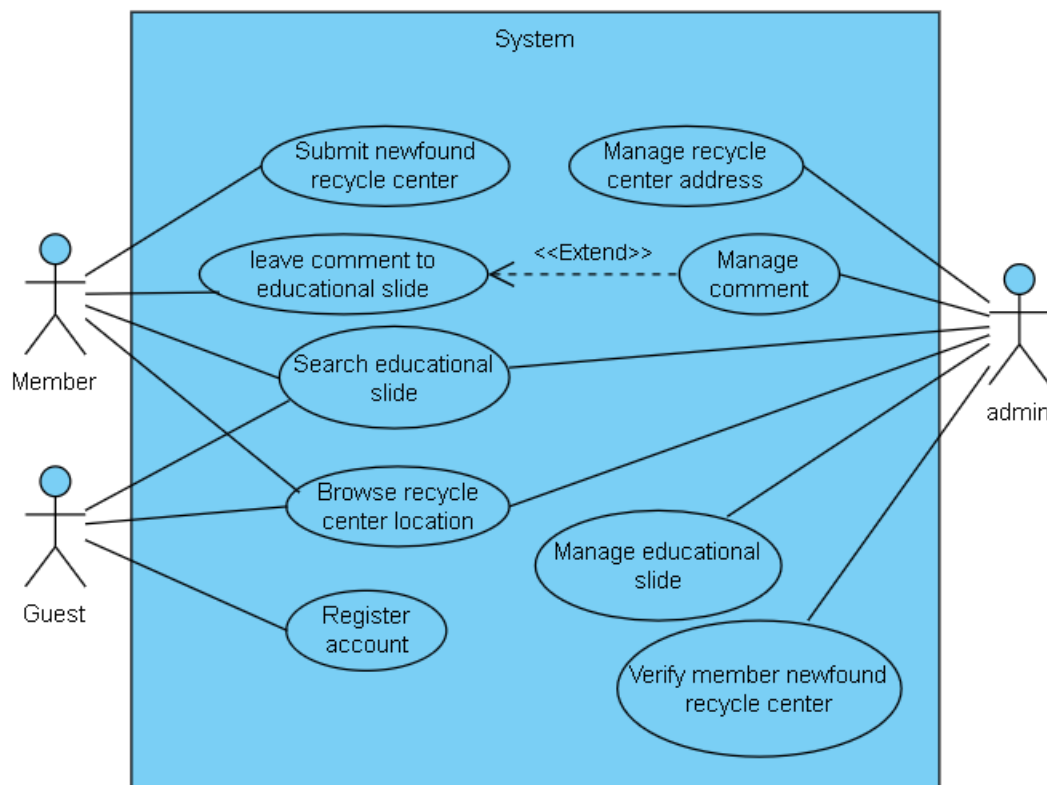 System
Submit newfound
recycle center
Manage recycle
center address
leave comment to
educational slide
<<Extend>>
Manage
comment
Search educational
slide
Member
admin
Browse recycle
center location
Manage educational
slide
Guest
Register
account
Verify member newfound
recycle center